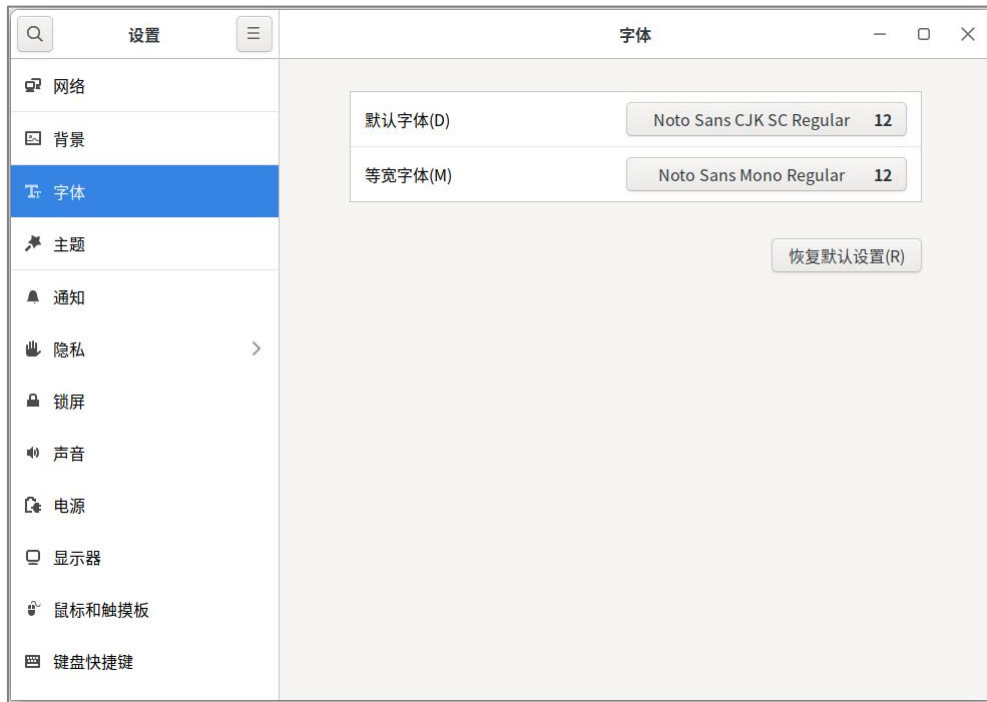 设置
字体
网络
背景
字体
主题
通知
隐私
锁屏
声音
电源
显示器
鼠标和触摸板
键盘快捷键
默认字体(D) Noto Sans CJK SC Regular 12
等宽字体(M) Noto Sans Mono Regular 12
恢复默认设置(R)